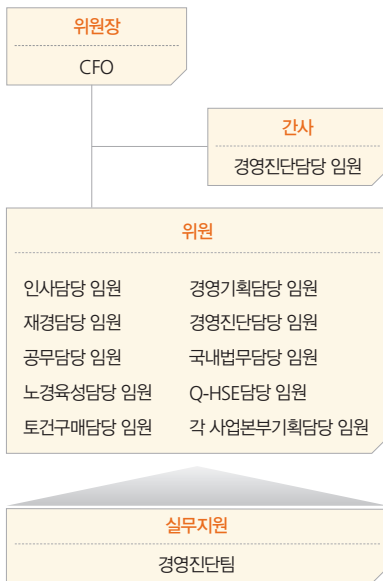 위원장
CFO
간사
경영진단담당 임원
위원
인사담당 임원 경영기획담당 임원
재경담당 임원 경영진단담당 임원
공무담당 임원 국내법무담당 임원
노경육성담당 임원 Q-HSE담당 임원
토건구매담당 임원 각 사업본부기획담당 임원
실무지원
경영진단팀